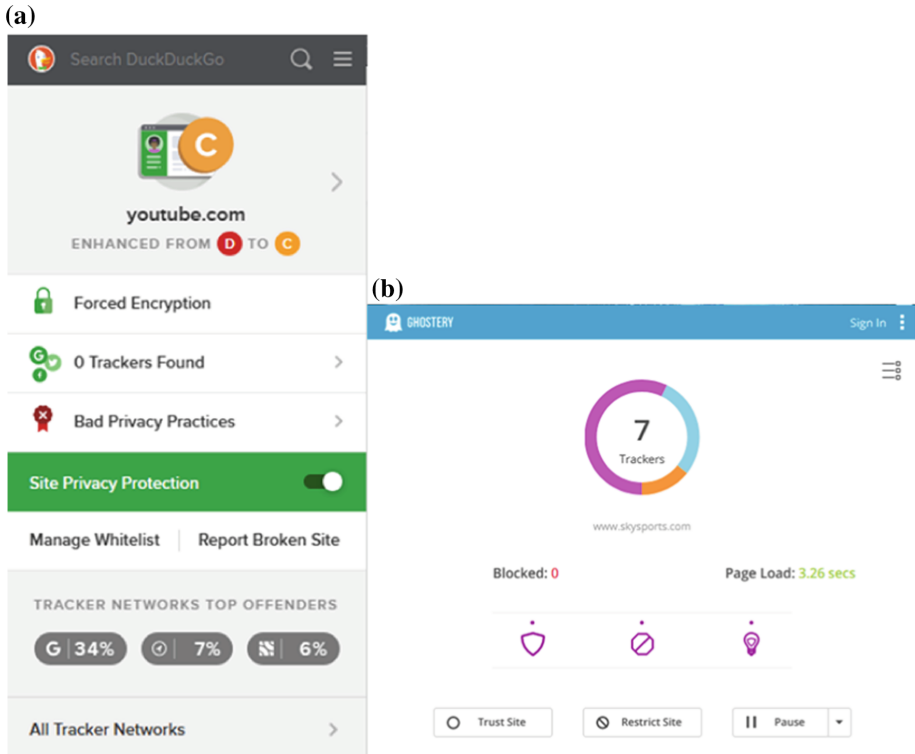 (a)
Search DuckDuckGo
C
youtube.com
ENHANCED FROM D TO C
Forced Encryption
0 Trackers Found
Bad Privacy Practices
Site Privacy Protection
Manage Whitelist | Report Broken Site
TRACKER NETWORKS TOP OFFENDERS
G 34% 7% 6%
All Tracker Networks
(b)
GHOSTERY Sign In
7
Trackers
www.skysports.com
Blocked: 0 Page Load: 3.26 secs
Trust Site Restrict Site Pause